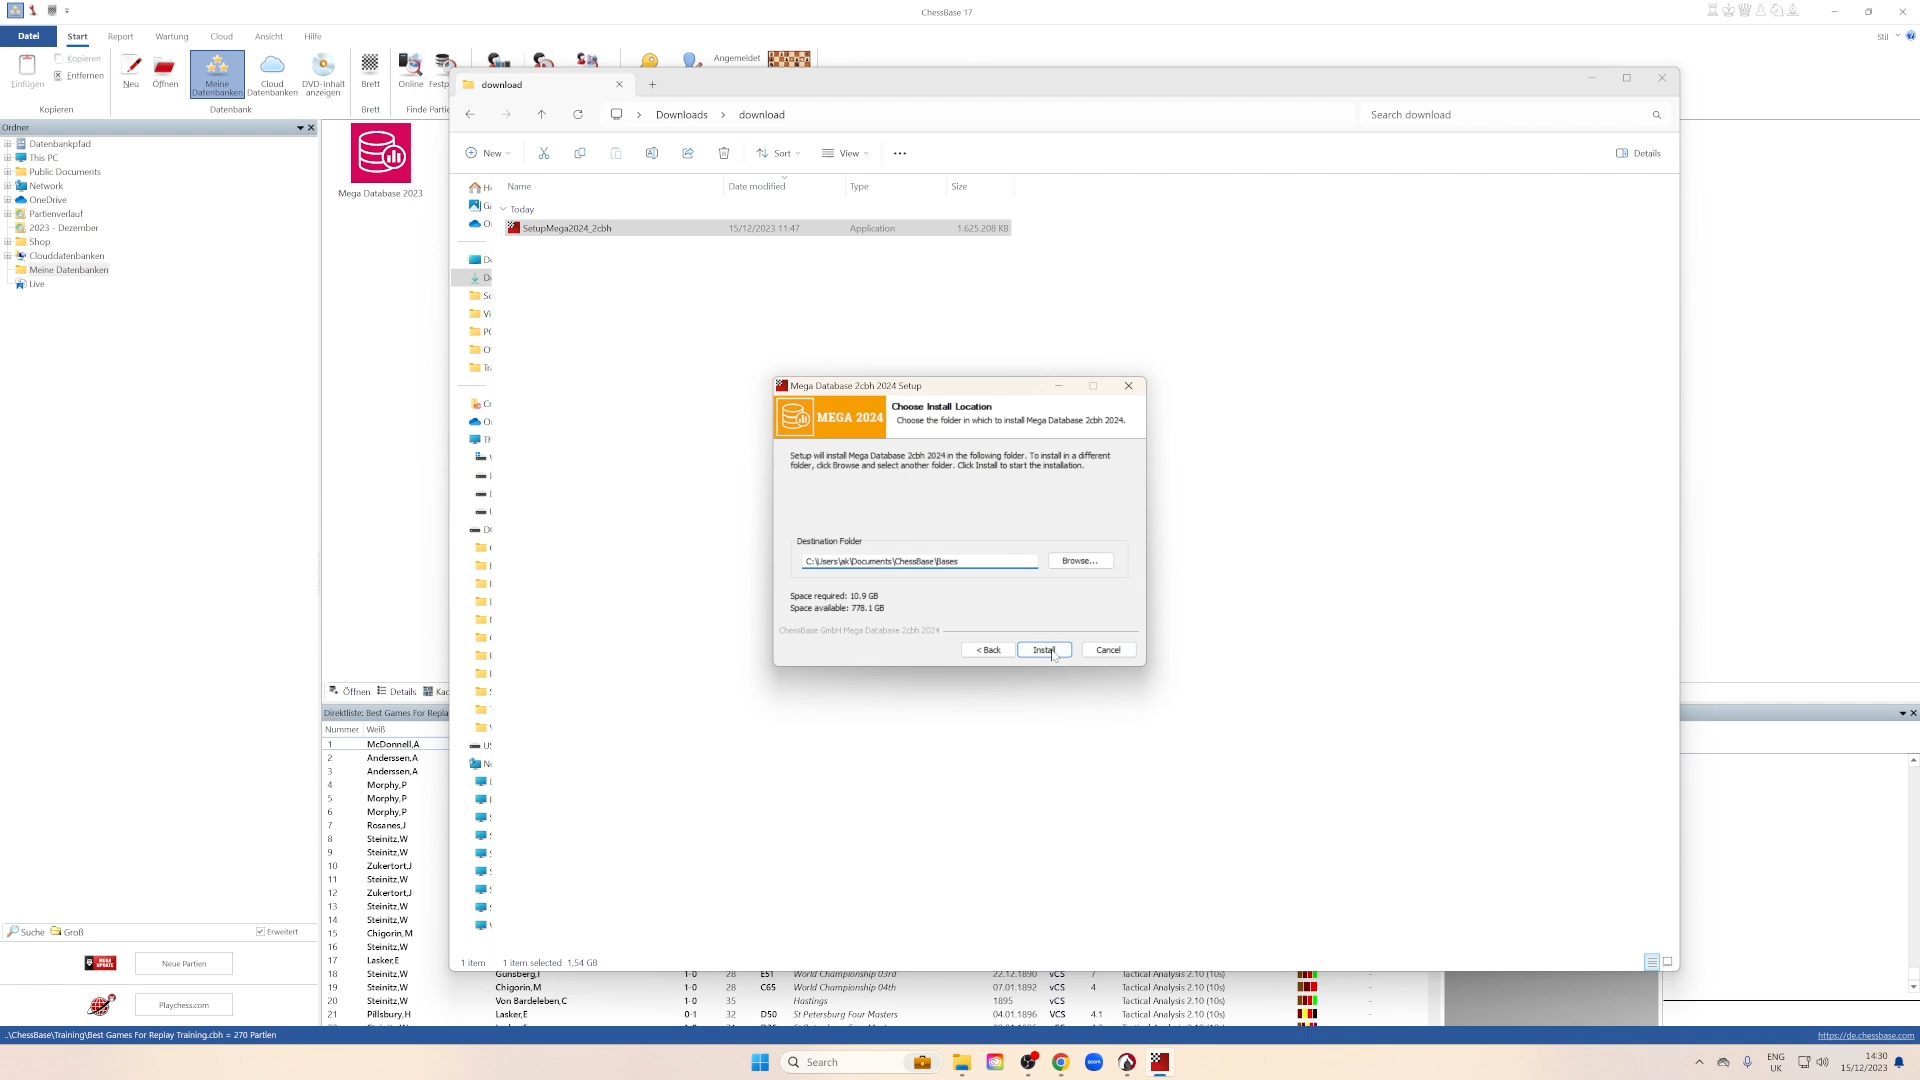 ChessBase 17
Datei Start Report Wartung Cloud Ansicht Hilfe
Stil
Einfügen
Kopieren
Entfernen
Neu
Öffnen
Meine Datenbanken
Cloud Datenbanken
DVD-Inhalt anzeigen
Brett
Online
Angemeldet
Kopieren
Datenbank
Brett
Finde Partie
Ordner
Datenbankpfad
This PC
Public Documents
Network
OneDrive
Partienverlauf
2023 - Dezember
Shop
Clouddatenbanken
Meine Datenbanken
Live
Mega Database 2023
download
Downloads > download
Search download
New
Sort
View
Details
Name Date modified Type Size
Today
SetupMega2024_2cbh 15/12/2023 11:47 Application 1.625.208 KB
Mega Database 2cbh 2024 Setup
MEGA 2024
Choose Install Location
Choose the folder in which to install Mega Database 2cbh 2024.
Setup will install Mega Database 2cbh 2024 in the following folder. To install in a different
folder, click Browse and select another folder. Click Install to start the installation.
Destination Folder
C:\Users\ak\Documents\ChessBase\Bases
Browse...
Space required: 10.9 GB
Space available: 778.1 GB
ChessBase GmbH Mega Database 2cbh 2024
< Back
Install
Cancel
Öffnen Details
Direktliste: Best Games For Repla
Nummer Weiß
1 McDonnell,A
2 Anderssen,A
3 Anderssen,A
4 Morphy,P
5 Morphy,P
6 Morphy,P
7 Rosanes,J
8 Steinitz,W
9 Steinitz,W
10 Zukertort,J
11 Steinitz,W
12 Zukertort,J
13 Steinitz,W
14 Steinitz,W
15 Chigorin,M
16 Steinitz,W
17 Lasker,E
18 Steinitz,W Gunsberg,I 1-0 28 E51 World Championship 03rd 22.12.1890 vCS 7 Tactical Analysis 2.10 (10s) -
19 Steinitz,W Chigorin,M 1-0 28 C65 World Championship 04th 07.01.1892 vCS 4 Tactical Analysis 2.10 (10s) -
20 Steinitz,W Von Bardeleben,C 1-0 35 Hastings 1895 vCS Tactical Analysis 2.10 (10s) -
21 Pillsbury,H Lasker,E 0-1 32 D50 St Petersburg Four Masters 04.01.1896 VCS 4.1 Tactical Analysis 2.10 (10s) -
1 item 1 item selected 1,54 GB
Suche Groß Erweitert
MEGA UPDATE
Neue Partien
Playchess.com
..\ChessBase\Training\Best Games For Replay Training.cbh = 270 Partien
https://de.chessbase.com
Search
zoom
ENG
UK
14:30
15/12/2023